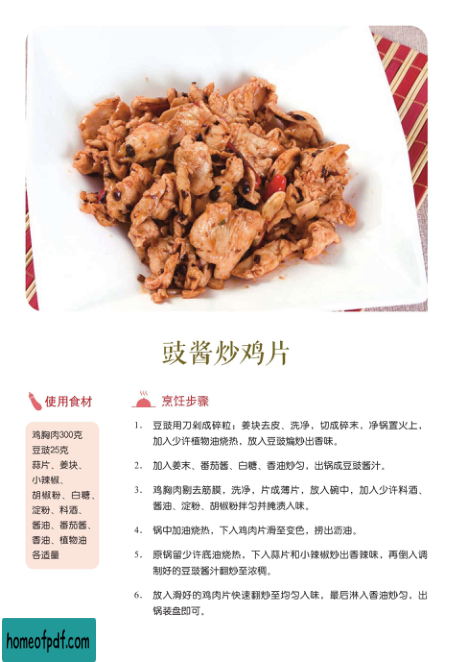 豉酱炒鸡片
使用食材
鸡胸肉300克
豆豉25克
蒜片、姜块、
小辣椒、
胡椒粉、白糖、
淀粉、料酒、
酱油、番茄酱、
香油、植物油
各适量
烹饪步骤
1. 豆豉用刀剁成碎粒；姜块去皮、洗净，切成碎末，净锅置火上，
加入少许植物油烧热，放入豆豉煸炒出香味。
2. 加入姜末、番茄酱、白糖、香油炒匀，出锅成豆豉酱汁。
3. 鸡胸肉剔去筋膜，洗净，片成薄片，放入碗中，加入少许料酒、
酱油、淀粉、胡椒粉拌匀并腌渍入味。
4. 锅中加油烧热，下入鸡肉片滑至变色，捞出沥油。
5. 原锅留少许底油烧热，下入蒜片和小辣椒炒出香辣味，再倒入调
制好的豆豉酱汁翻炒至浓稠。
6. 放入滑好的鸡肉片快速翻炒至均匀入味，最后淋入香油炒匀，出
锅装盘即可。
homeofpdf.com